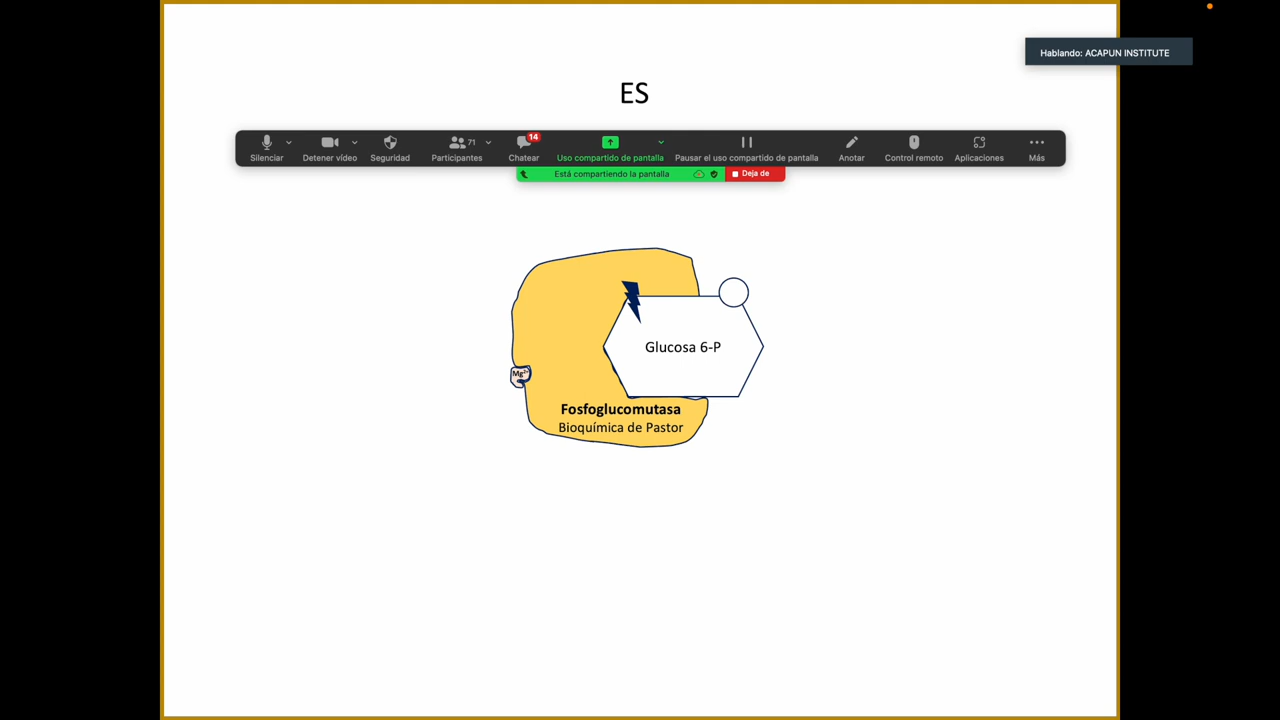 Hablando: ACAPUN INSTITUTE
ES
71
14
Silenciar
Detener vídeo
Seguridad
Participantes
Chatear
Uso compartido de pantalla
Pausar el uso compartido de pantalla
Anotar
Control remoto
Aplicaciones
Más
Está compartiendo la pantalla
Deja de
Glucosa 6-P
Mg²⁺
Fosfoglucomutasa
Bioquímica de Pastor